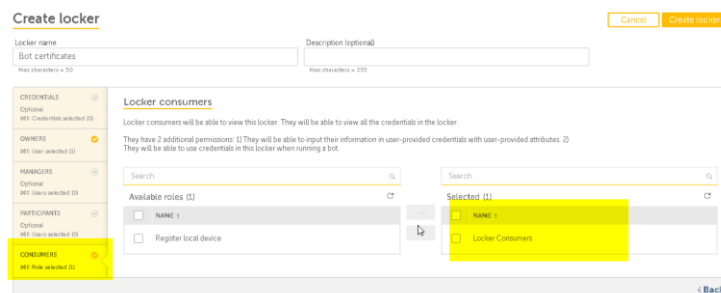 Create locker
Cancel
Create locker
Locker name
Description (optional)
Bot certificates
Max characters = 50
Max characters = 255
CREDENTIALS
Optional
Credentials selected (0)
OWNERS
User selected (1)
MANAGERS
Optional
Users selected (0)
PARTICIPANTS
Optional
Users selected (0)
CONSUMERS
Role selected (1)
Locker consumers
Locker consumers will be able to view this locker. They will be able to view all the credentials in the locker.
They have 2 additional permissions: 1) They will be able to input their information in user-provided credentials with user-provided attributes. 2)
They will be able to use credentials in this locker when running a bot.
Search
Available roles (1)
NAME
Register local device
Search
Selected (1)
NAME
Locker Consumers
< Back